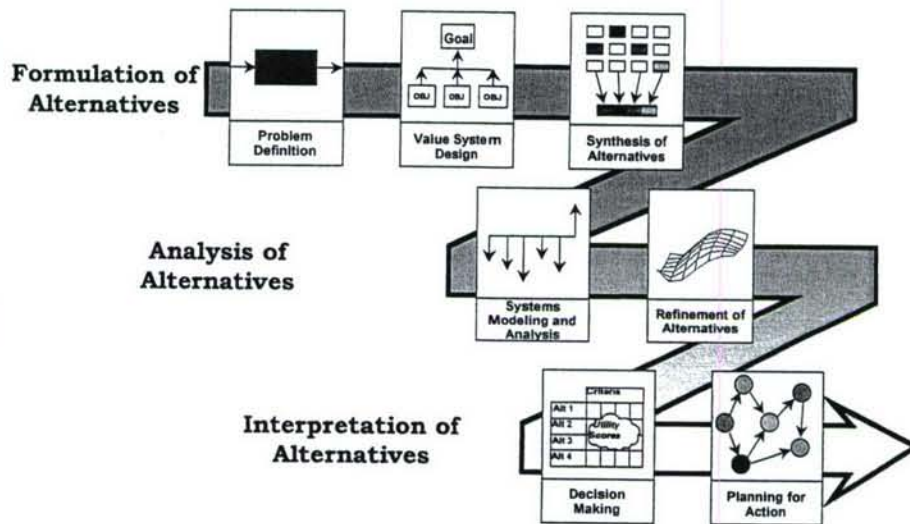 Formulation of
Alternatives
Goal
OBJ OBJ OBJ
Problem
Definition
Value System
Design
Synthesis of
Alternatives
Analysis of
Alternatives
Systems
Modeling and
Analysis
Refinement of
Alternatives
Interpretation of
Alternatives
Criteria
Alt 1
Alt 2
Alt 3
Alt 4
Utility
Scores
Decision
Making
Planning for
Action